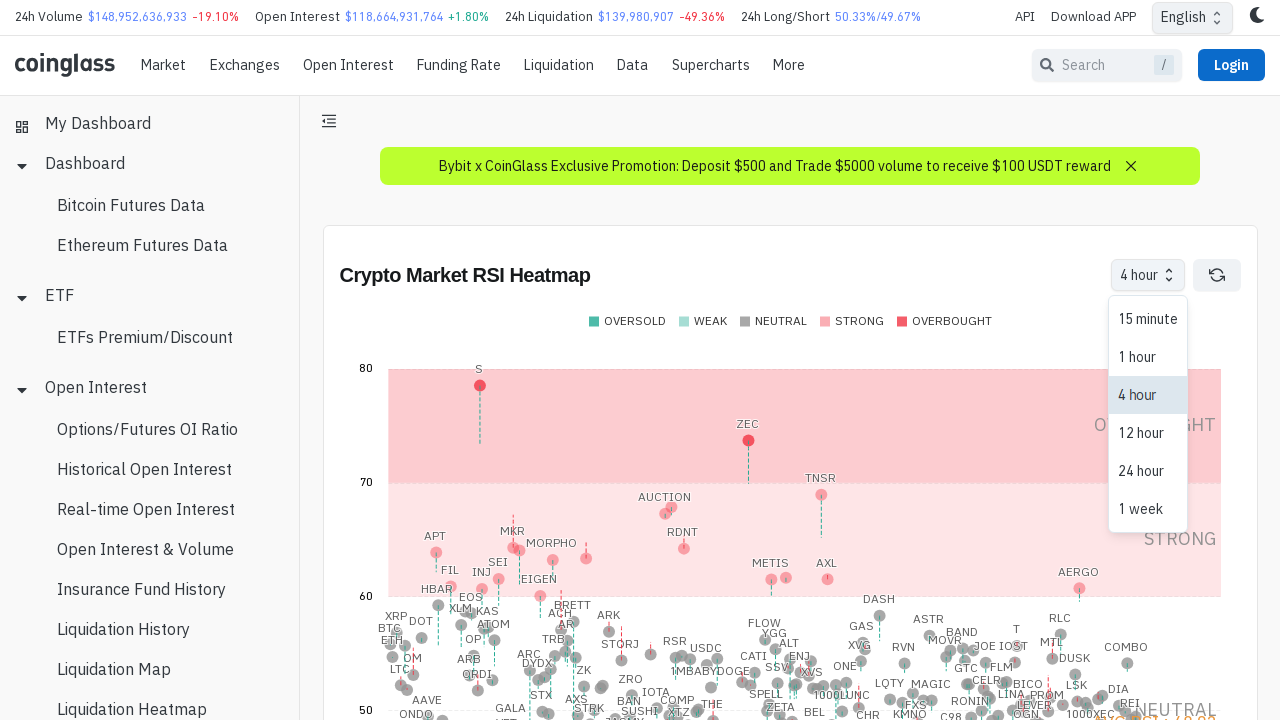 24h Volume $148,952,636,933 -19.10% Open Interest $118,664,931,764 +1.80% 24h Liquidation $139,980,907 -49.36% 24h Long/Short 50.33%/49.67% API Download APP English
coinglass Market Exchanges Open Interest Funding Rate Liquidation Data Supercharts More Search / Login
My Dashboard
Dashboard
Bitcoin Futures Data
Ethereum Futures Data
ETF
ETFs Premium/Discount
Open Interest
Options/Futures OI Ratio
Historical Open Interest
Real-time Open Interest
Open Interest & Volume
Insurance Fund History
Liquidation History
Liquidation Map
Liquidation Heatmap
Bybit x CoinGlass Exclusive Promotion: Deposit $500 and Trade $5000 volume to receive $100 USDT reward
Crypto Market RSI Heatmap 4 hour
15 minute
1 hour
4 hour
12 hour
24 hour
1 week
OVERSOLD WEAK NEUTRAL STRONG OVERBOUGHT
80
S
ZEC
70
TNSR
AUCTION
STRONG
MKR
RDNT
APT
MORPHO
SEI METIS AXL
FIL INJ AERGO
EIGEN
HBAR
60
EOS DASH
XLM KAS BRETT
XRP DOT ACH ARK ASTR RLC
BTC ATOM AR FLOW GAS T
ETH OP TRB STORJ RSR YGG BAND
USDC ALT XVG RVN MOVR JOE IOST MTL
OM ARB ARC CATI ENJ DUSK COMBO
LTC ORDI DYDX ZK 1MBABYDOGE SSV XVS ONE GTC FLM
ZRO LQTY MAGIC CELR BICO LSK DIA
AAVE STX AXS BAN IOTA COMP SPELL 1000LUNC RONIN LINA PROM
ONDO GALA STRK SUSHI XTZ THE ZETA BEL CHR KMNO FXS C98 OGN LEVER 1000XEC REI
50
NEUTRAL